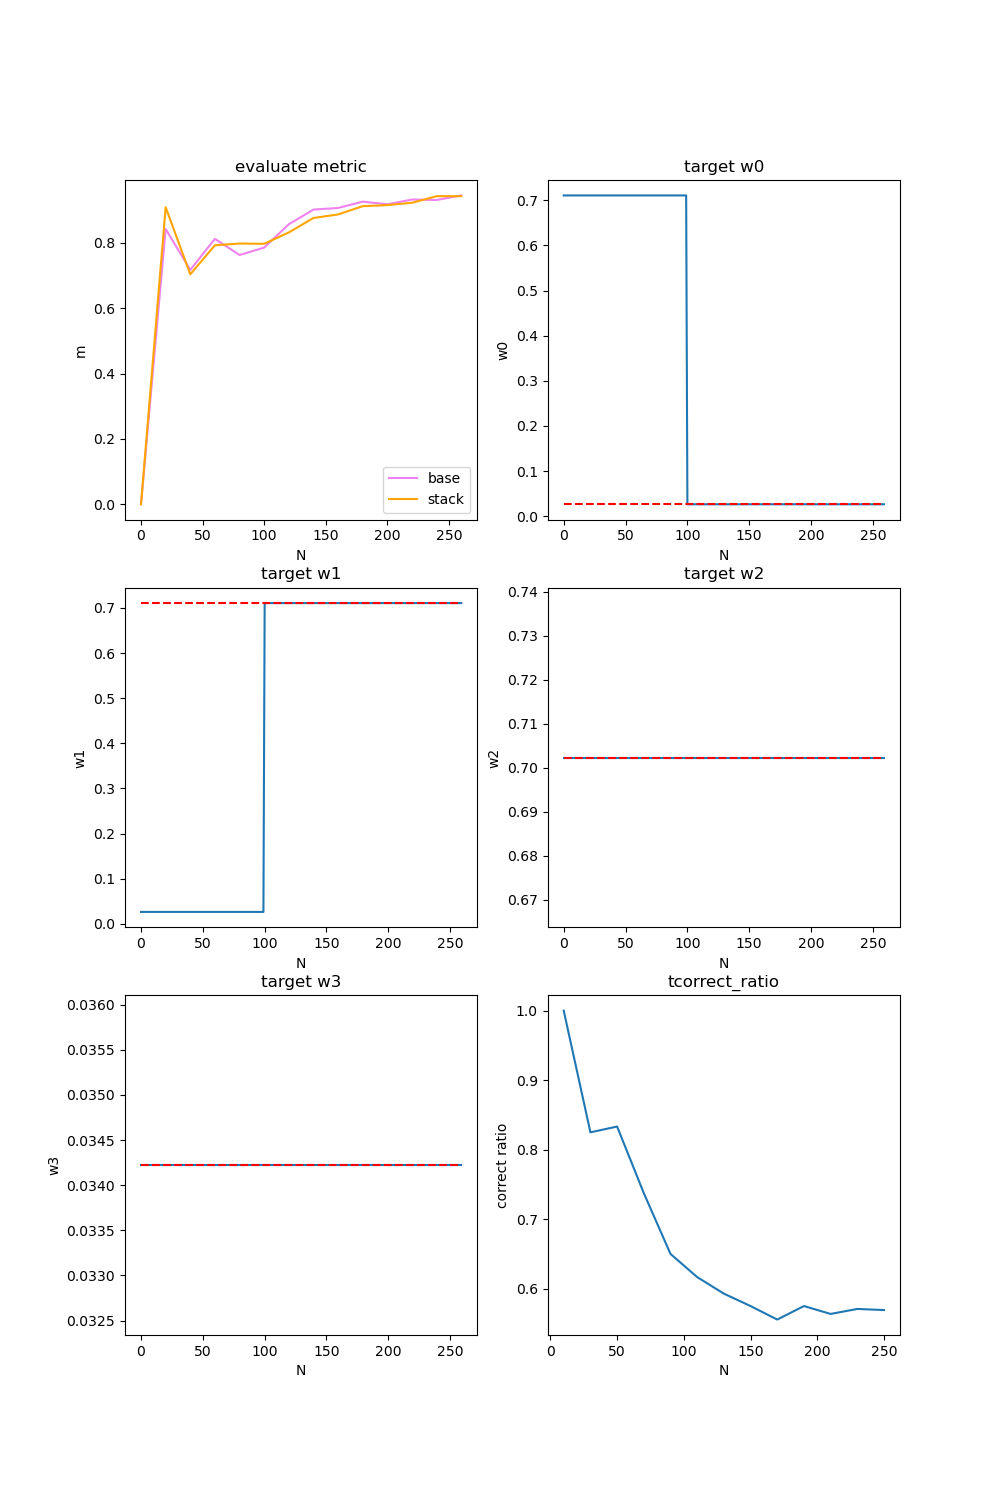 evaluate metric
0.8
0.6
0.4
0.2
0.0
m
base
stack
0 50 100 150 200 250
N
target w0
0.7
0.6
0.5
0.4
0.3
0.2
0.1
0.0
w0
0 50 100 150 200 250
N
target w1
0.7
0.6
0.5
0.4
0.3
0.2
0.1
0.0
w1
0 50 100 150 200 250
N
target w2
0.74
0.73
0.72
0.71
0.70
0.69
0.68
0.67
w2
0 50 100 150 200 250
N
target w3
0.0360
0.0355
0.0350
0.0345
0.0340
0.0335
0.0330
0.0325
w3
0 50 100 150 200 250
N
tcorrect_ratio
1.0
0.9
0.8
0.7
0.6
correct ratio
0 50 100 150 200 250
N